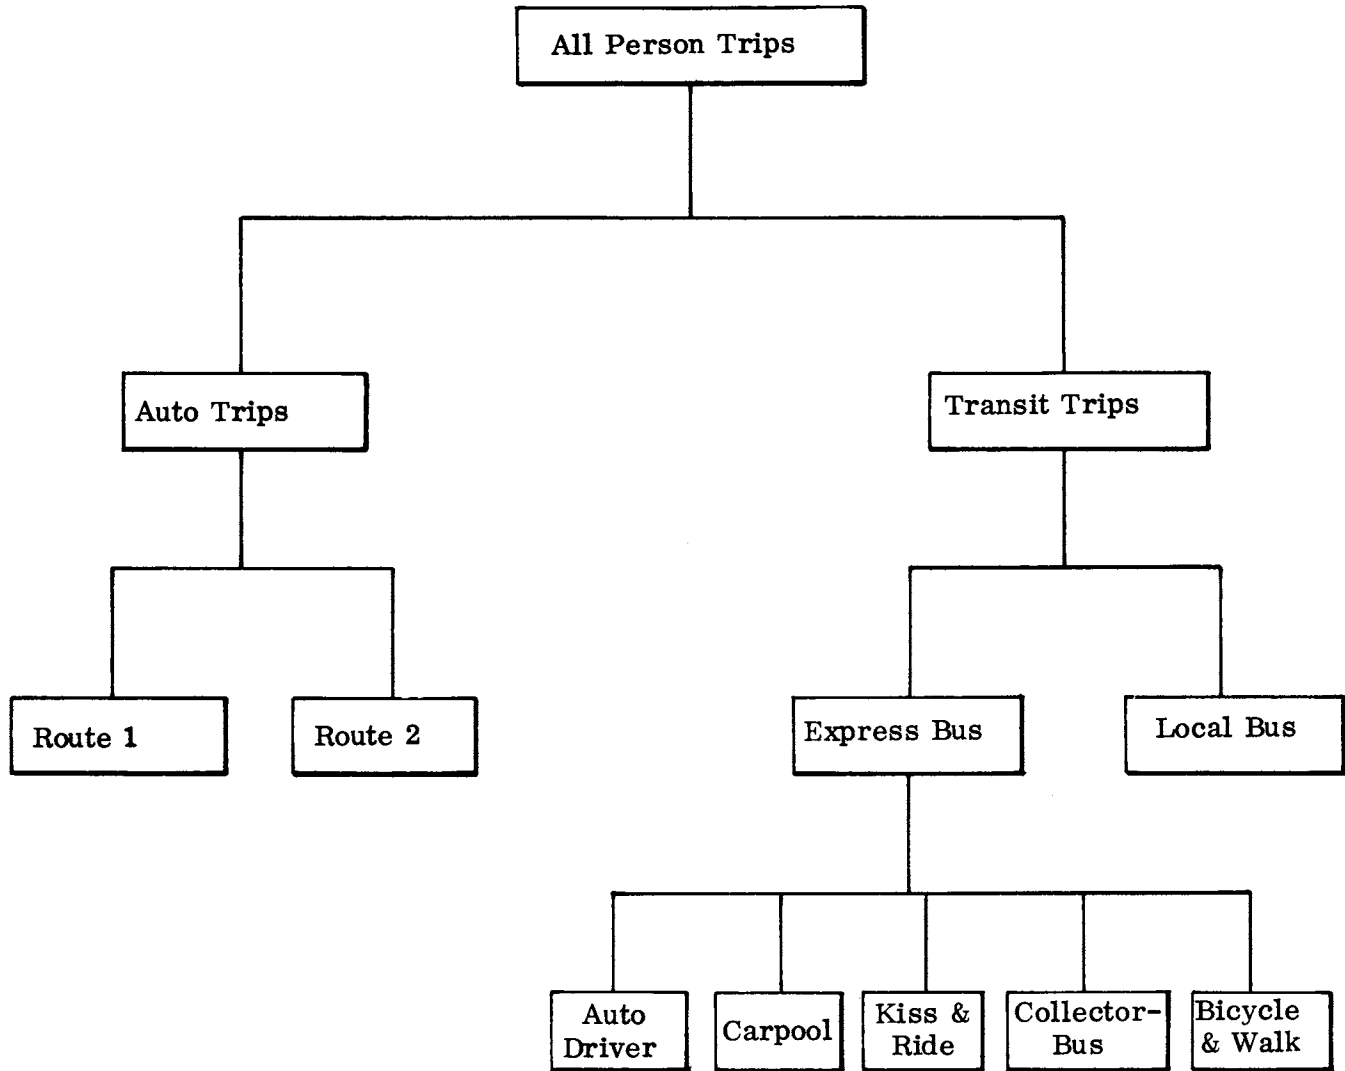 All Person Trips
Auto Trips
Transit Trips
Route 1
Route 2
Express Bus
Local Bus
Auto
Driver
Carpool
Kiss &
Ride
Collector-
Bus
Bicycle
& Walk